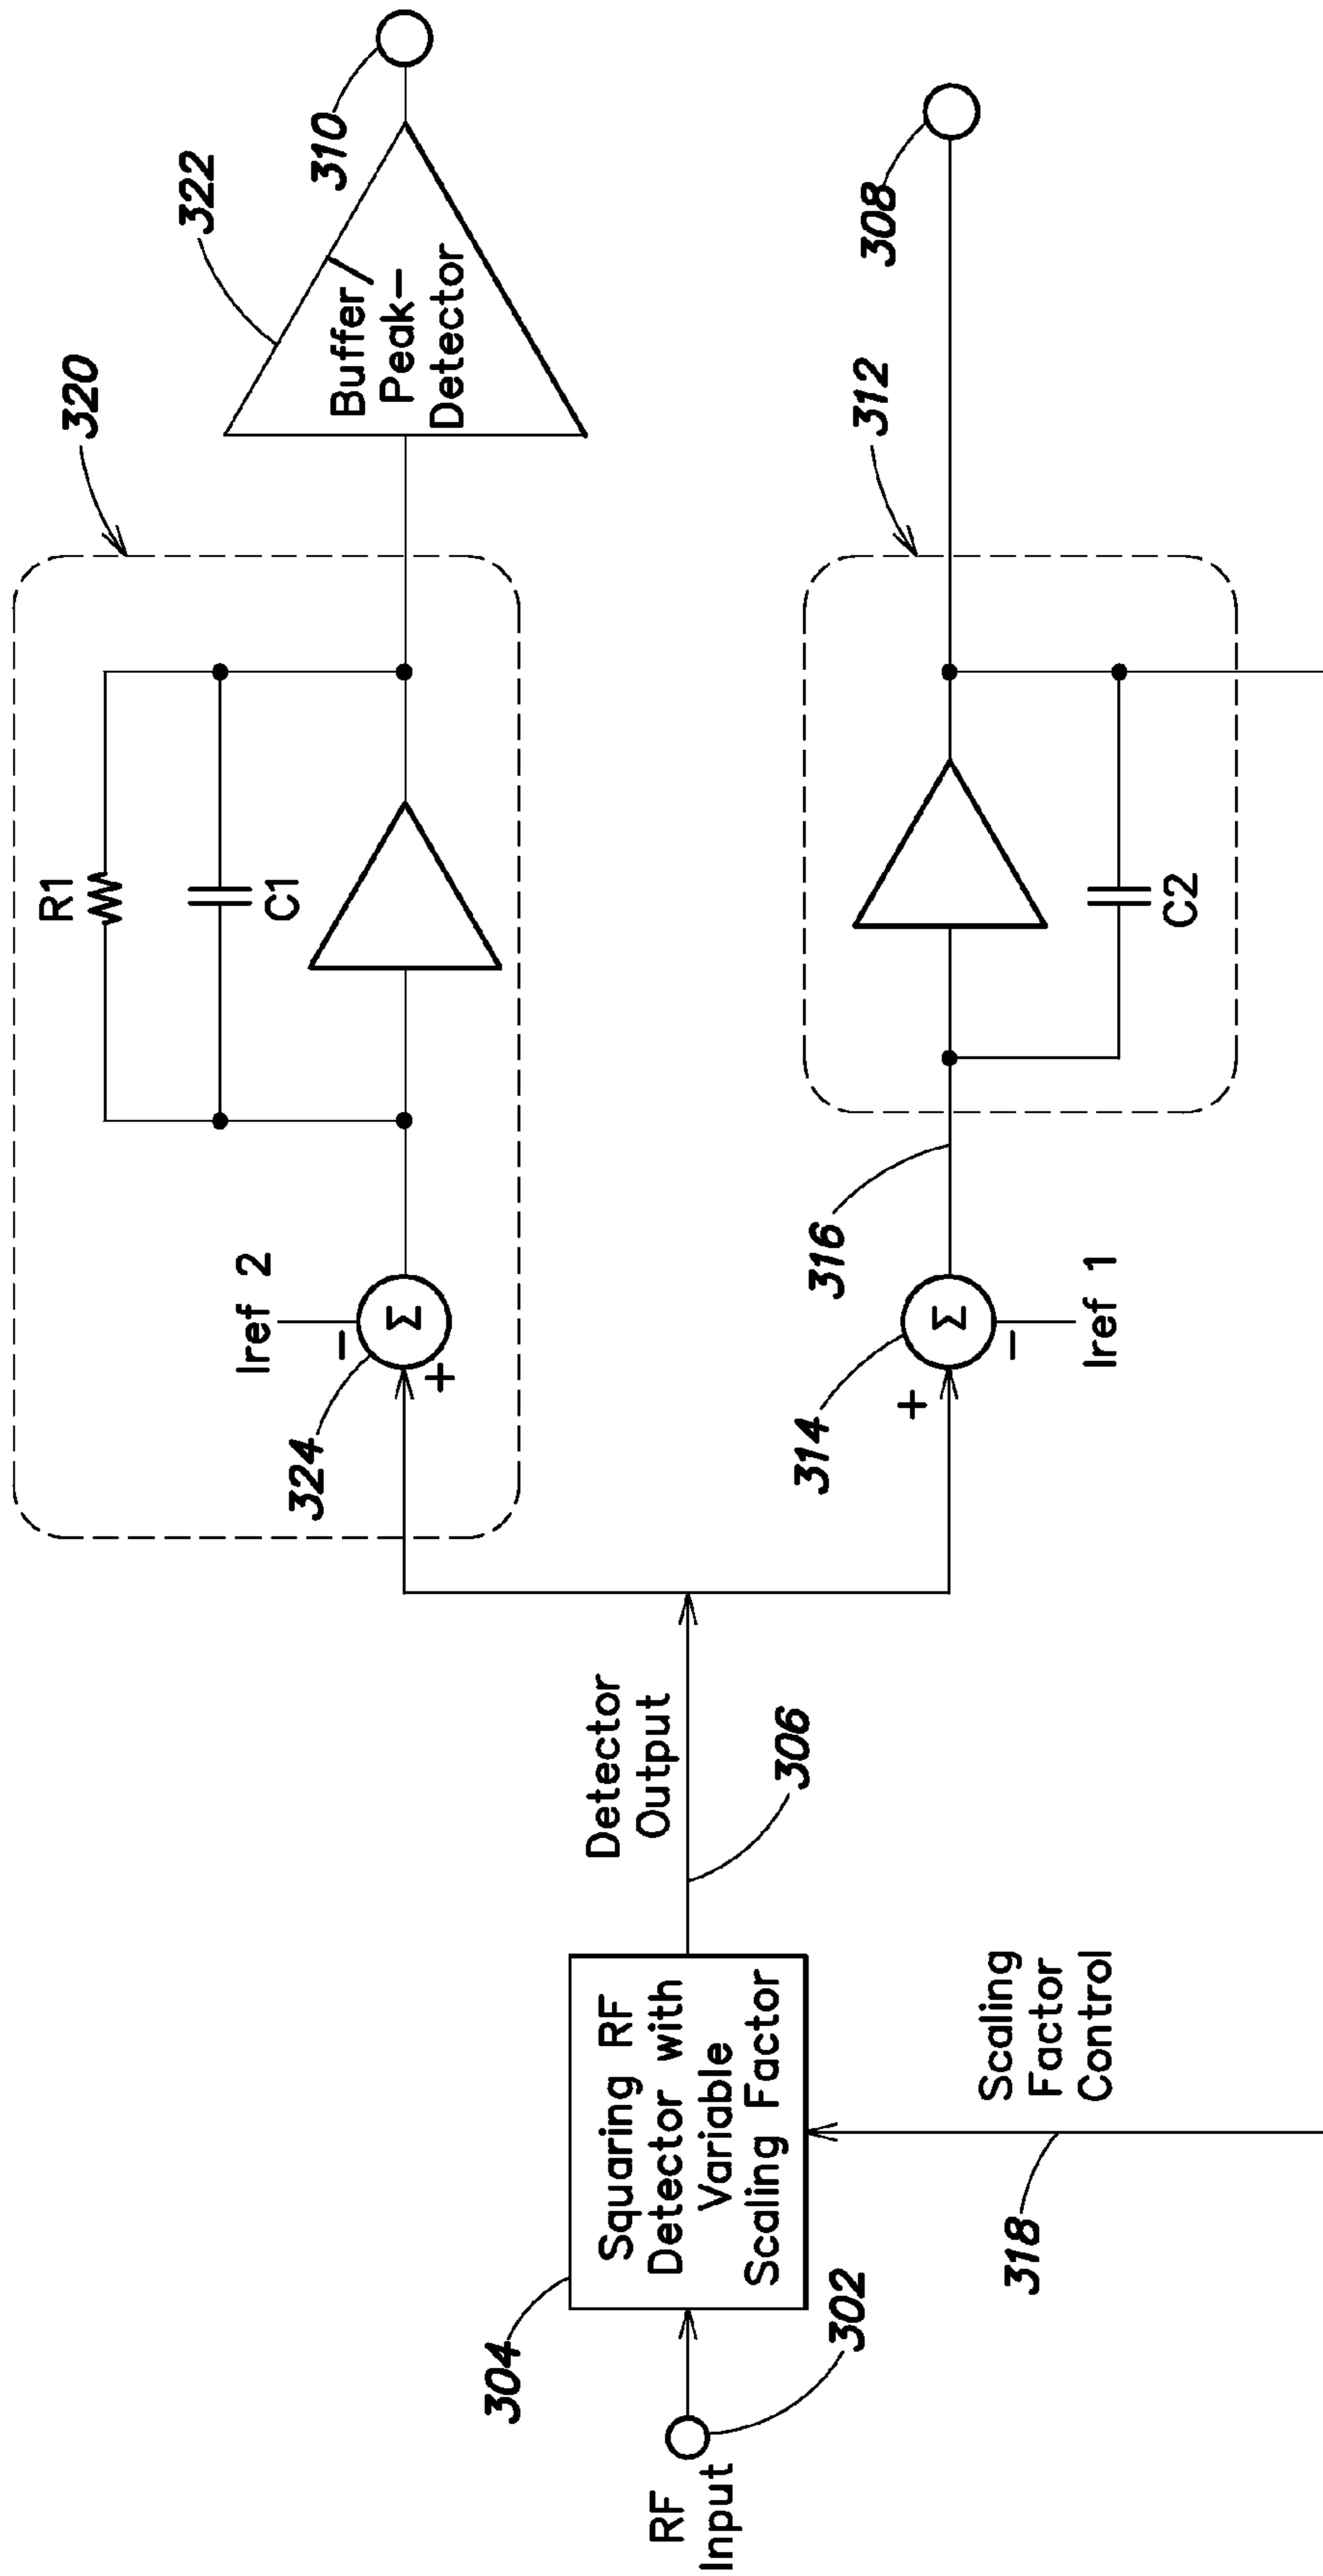 RF
Input
302
304
Squaring RF
Detector with
Variable
Scaling Factor
318
Scaling
Factor
Control
306
Detector
Output
324
Iref 2
–
Σ
+
R1
C1
320
322
Buffer/
Peak–
Detector
310
314
+
Σ
–
Iref 1
316
C2
312
308